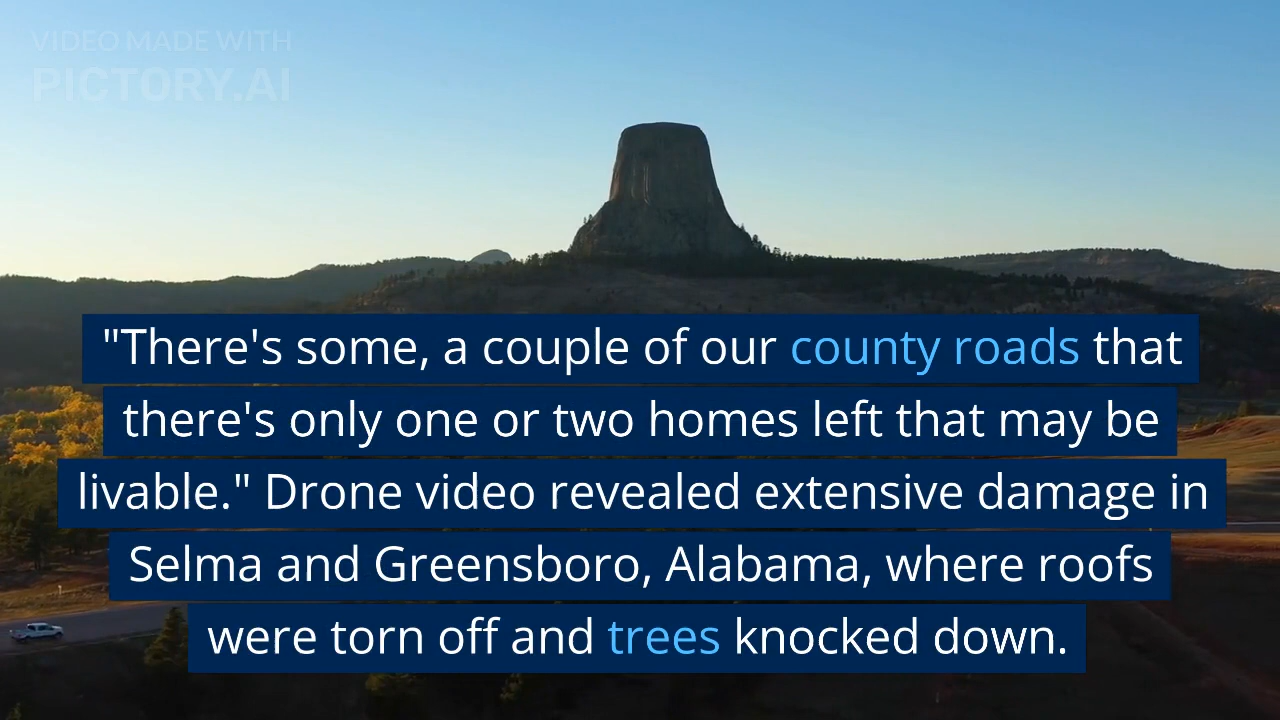 VIDEO MADE WITH
PICTORY.AI
"There's some, a couple of our county roads that
there's only one or two homes left that may be
livable." Drone video revealed extensive damage in
Selma and Greensboro, Alabama, where roofs
were torn off and trees knocked down.